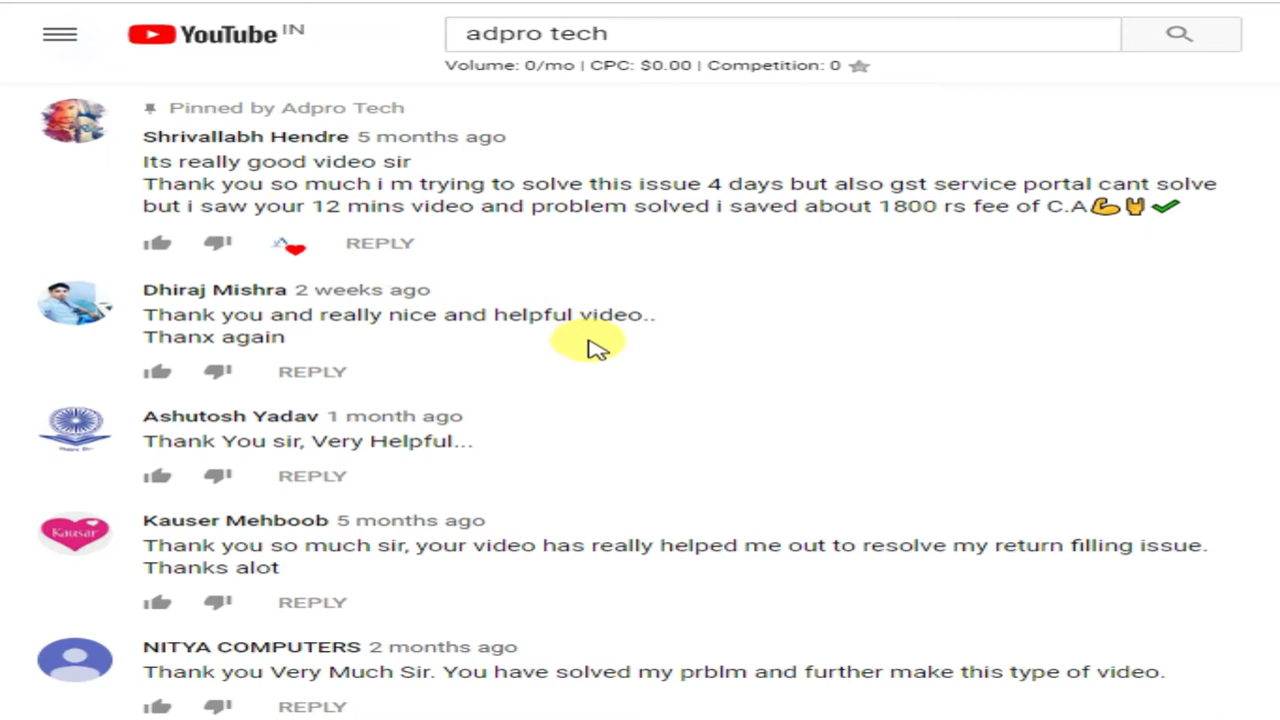 YouTube IN
adpro tech
Volume: 0/mo | CPC: $0.00 | Competition: 0
Pinned by Adpro Tech
Shrivallabh Hendre 5 months ago
Its really good video sir
Thank you so much i m trying to solve this issue 4 days but also gst service portal cant solve
but i saw your 12 mins video and problem solved i saved about 1800 rs fee of C.A💪🤘✔
REPLY
Dhiraj Mishra 2 weeks ago
Thank you and really nice and helpful video..
Thanx again
REPLY
Ashutosh Yadav 1 month ago
Thank You sir, Very Helpful...
REPLY
Kausar
Kauser Mehboob 5 months ago
Thank you so much sir, your video has really helped me out to resolve my return filling issue.
Thanks alot
REPLY
NITYA COMPUTERS 2 months ago
Thank you Very Much Sir. You have solved my prblm and further make this type of video.
REPLY